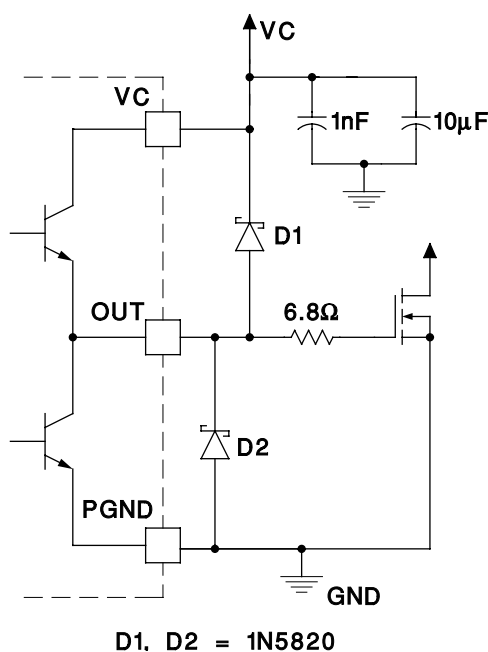 VC
VC
1nF
10μF
D1
OUT
6.8Ω
D2
PGND
GND
D1, D2 = 1N5820